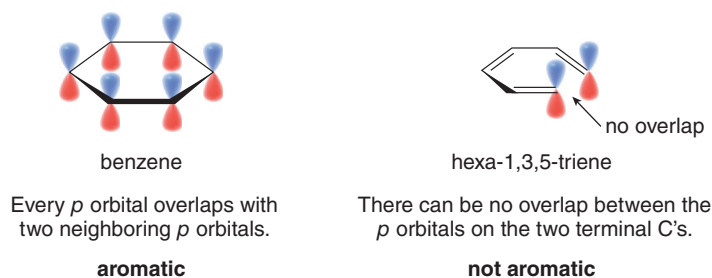 no overlap
benzene
hexa-1,3,5-triene
Every p orbital overlaps with
two neighboring p orbitals.
There can be no overlap between the
p orbitals on the two terminal C's.
aromatic
not aromatic